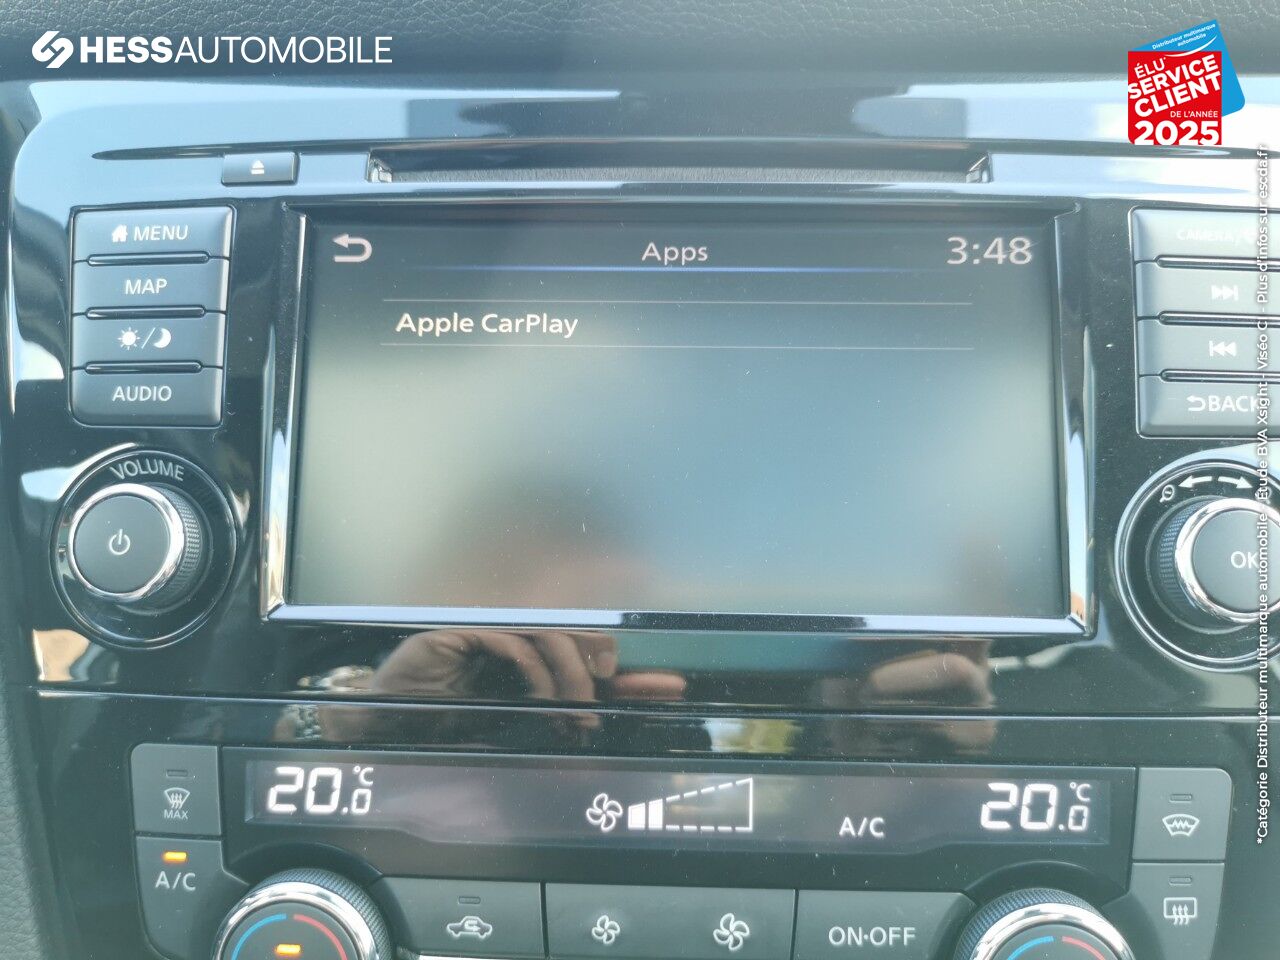 HESSAUTOMOBILE
Distributeur multimarque
automobile*
ÉLU
SERVICE
CLIENT
DE L'ANNÉE
2025
MENU
MAP
AUDIO
VOLUME
Apps
3:48
Apple CarPlay
CAMERA/
BACK
OK
20.0°C
A/C
20.0°C
MAX
A/C
ON·OFF
*Catégorie Distributeur multimarque automobile - Étude BVA Xsight - Viséo CI - Plus d'infos sur escda.fr